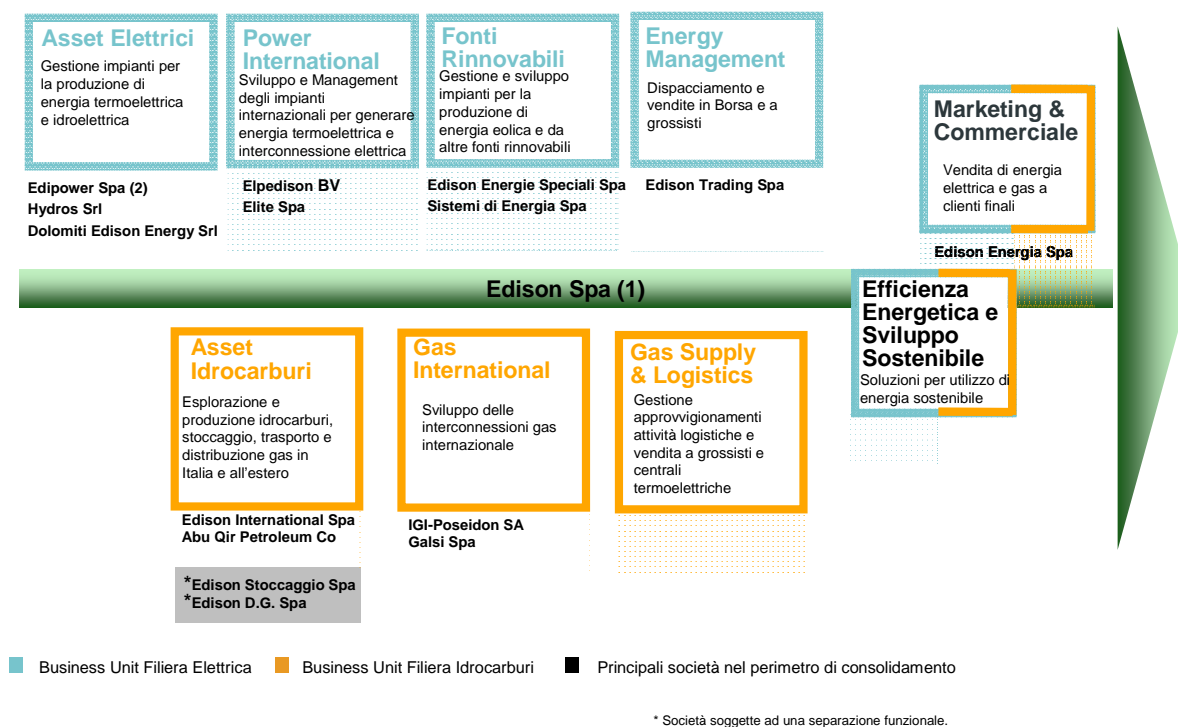 Asset Elettrici
Gestione impianti per
la produzione di
energia termoelettrica
e idroelettrica
Edipower Spa (2)
Hydros Srl
Dolomiti Edison Energy Srl
Power
International
Sviluppo e Management
degli impianti
internazionali per generare
energia termoelettrica e
interconnessione elettrica
Elpedison BV
Elite Spa
Fonti
Rinnovabili
Gestione e sviluppo
impianti per la
produzione di
energia eolica e da
altre fonti rinnovabili
Edison Energie Speciali Spa
Sistemi di Energia Spa
Energy
Management
Dispacciamento e
vendite in Borsa e a
grossisti
Edison Trading Spa
Marketing &
Commerciale
Vendita di energia
elettrica e gas a
clienti finali
Edison Energia Spa
Edison Spa (1)
Efficienza
Energetica e
Sviluppo
Sostenibile
Soluzioni per utilizzo di
energia sostenibile
Asset
Idrocarburi
Esplorazione e
produzione idrocarburi,
stoccaggio, trasporto e
distribuzione gas in
Italia e all'estero
Edison International Spa
Abu Qir Petroleum Co
*Edison Stoccaggio Spa
*Edison D.G. Spa
Gas
International
Sviluppo delle
interconnessioni gas
internazionale
IGI-Poseidon SA
Galsi Spa
Gas Supply
& Logistics
Gestione
approvvigionamenti
attività logistiche e
vendita a grossisti e
centrali
termoelettriche
Business Unit Filiera Elettrica
Business Unit Filiera Idrocarburi
Principali società nel perimetro di consolidamento
* Società soggette ad una separazione funzionale.